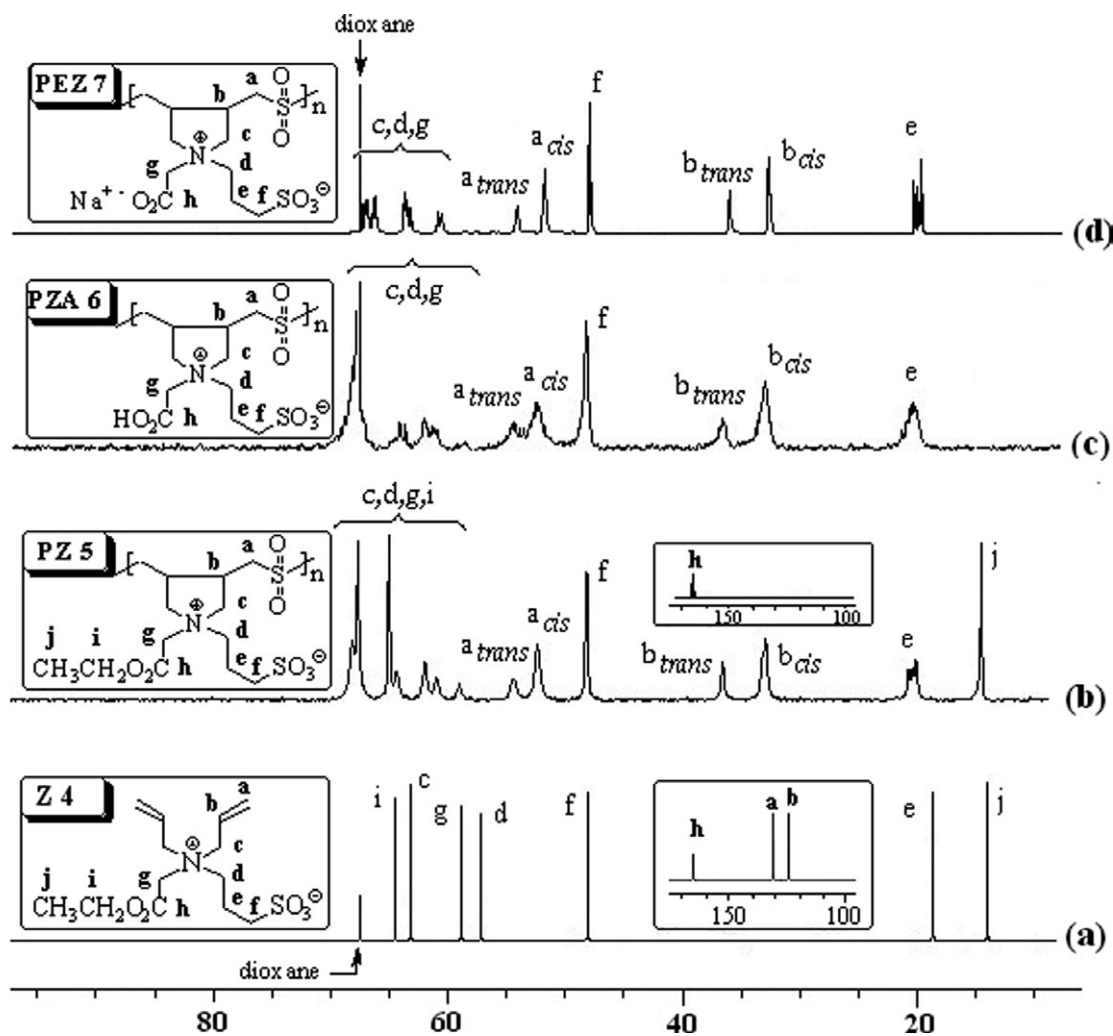 dioxane
PEZ 7
a
b
c
g
N
⊕
d
e
f
SO3⊖
O
S
O
n
Na+ -O2C
h
c,d,g
a trans
a cis
f
b trans
b cis
e
(d)
PZA 6
a
b
c
g
N
⊕
d
e
f
SO3⊖
O
S
O
n
HO2C
h
c,d,g
a trans
a cis
f
b trans
b cis
e
(c)
PZ 5
a
b
c
g
N
⊕
d
e
f
SO3⊖
O
S
O
n
j
i
CH3CH2O2C
h
c,d,g,i
a trans
a cis
f
h
150
100
b trans
b cis
e
j
(b)
Z 4
a
b
c
g
N
⊕
d
e
f
SO3⊖
j
i
CH3CH2O2C
h
i
c
g
d
f
h
a
b
150
100
e
j
(a)
dioxane
80
60
40
20